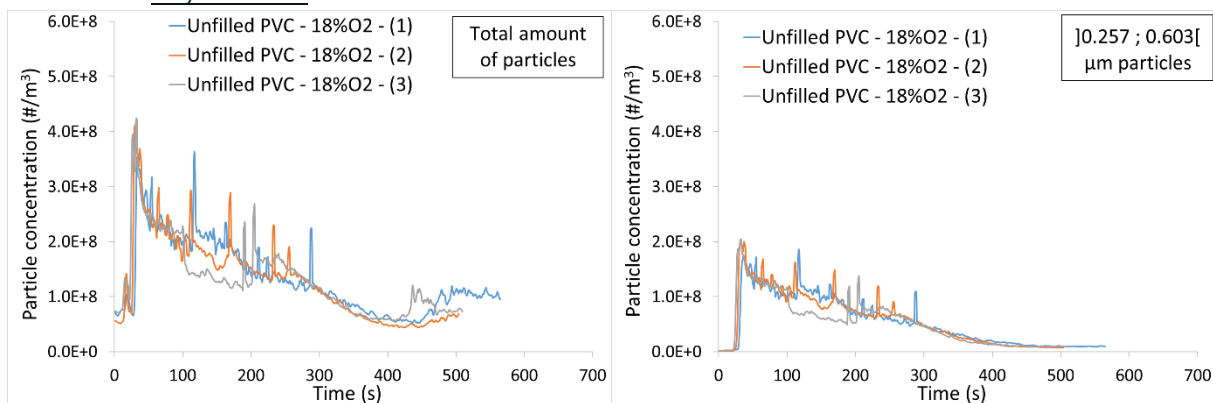 6.0E+8
5.0E+8
4.0E+8
3.0E+8
2.0E+8
1.0E+8
0.0E+0
Particle concentration (#/m³)
Unfilled PVC - 18%O2 - (1)
Unfilled PVC - 18%O2 - (2)
Unfilled PVC - 18%O2 - (3)
Total amount
of particles
0 100 200 300 400 500 600 700
Time (s)
6.0E+8
5.0E+8
4.0E+8
3.0E+8
2.0E+8
1.0E+8
0.0E+0
Particle concentration (#/m³)
Unfilled PVC - 18%O2 - (1)
Unfilled PVC - 18%O2 - (2)
Unfilled PVC - 18%O2 - (3)
]0.257 ; 0.603[
µm particles
0 100 200 300 400 500 600 700
Time (s)